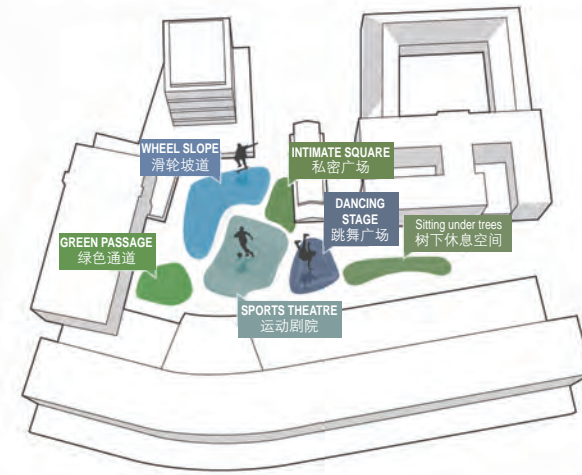 WHEEL SLOPE
滑轮坡道
INTIMATE SQUARE
私密广场
DANCING
STAGE
跳舞广场
Sitting under trees
树下休息空间
GREEN PASSAGE
绿色通道
SPORTS THEATRE
运动剧院